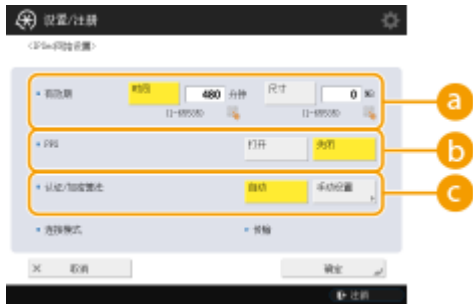 设置/注册
<IPSec网络设置>
有效期
时间
480 分钟
尺寸
0 MB
(1-65535)
(1-65535)
a
PFS
打开
关闭
b
认证/加密算法
自动
手动设置
c
连接模式
传输
取消
确定
注销